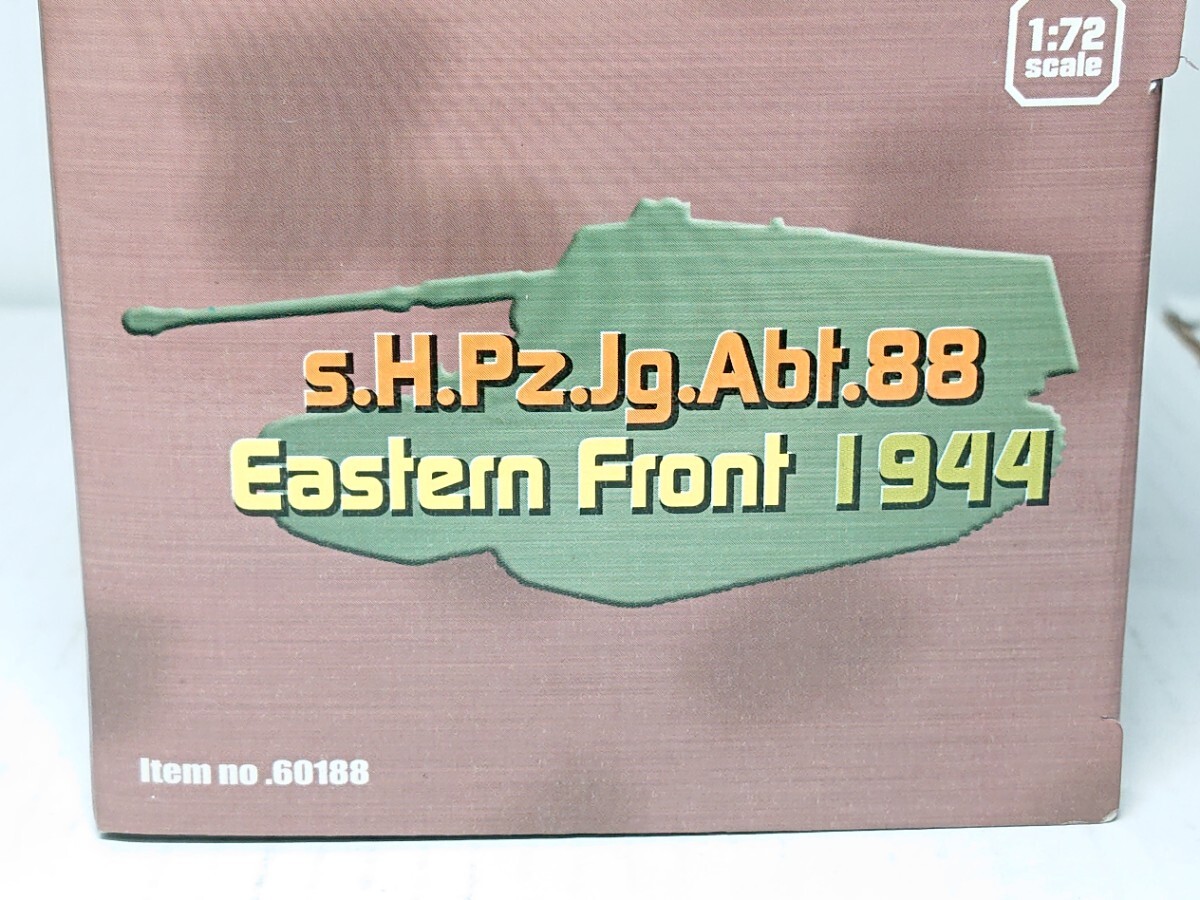 1:72
scale
s.H.Pz.Jg.Abt.88
Eastern Front 1944
Item no .60188